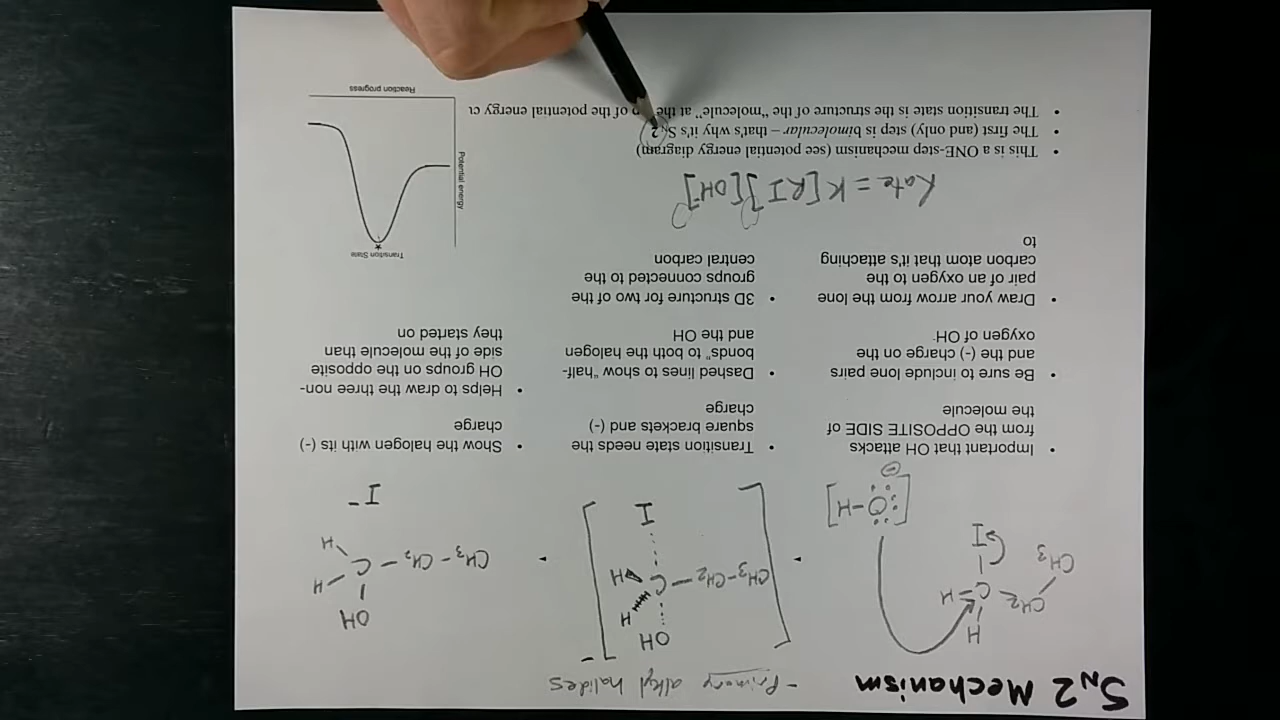 SN2 Mechanism
- Primary alkyl halides
H
CH2
C
H
CH3
I
[:O-H]
⊖
OH
H
CH3-CH2-C
H
I
-
OH
CH3-CH2-C-H
H
I-
• Important that OH attacks
from the OPPOSITE SIDE of
the molecule
• Be sure to include lone pairs
and the (-) charge on the
oxygen of OH-
• Draw your arrow from the lone
pair of an oxygen to the
carbon atom that it's attaching
to
• Transition state needs the
square brackets and (-)
charge
• Dashed lines to show "half-
bonds" to both the halogen
and the OH
• 3D structure for two of the
groups connected to the
central carbon
• Show the halogen with its (-)
charge
• Helps to draw the three non-
OH groups on the opposite
side of the molecule than
they started on
Rate = K[RI][OH-]
• This is a ONE-step mechanism (see potential energy diagram)
• The first (and only) step is bimolecular – that's why it's SN2
• The transition state is the structure of the "molecule" at the of the potential energy
Transition State
Potential energy
Reaction progress